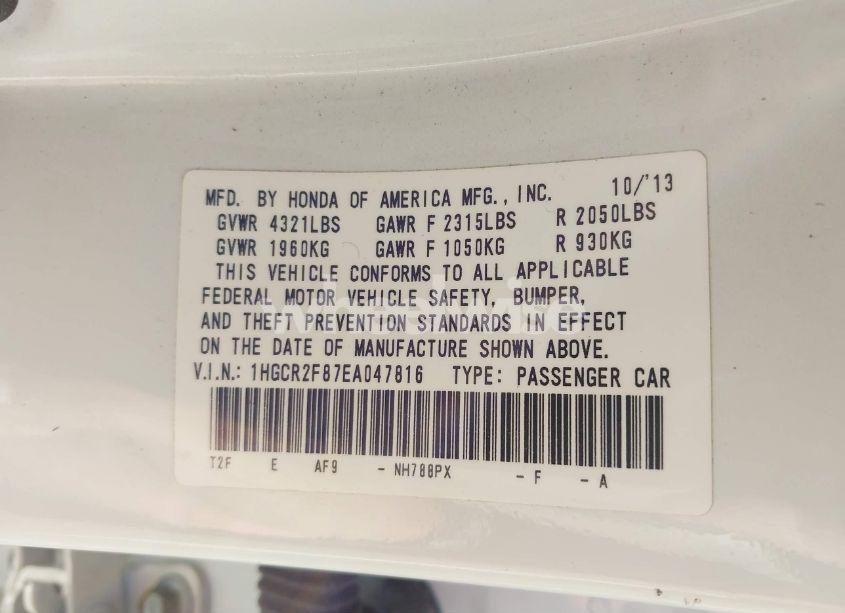 MFD. BY HONDA OF AMERICA MFG., INC. 10/'13
GVWR 4321LBS GAWR F 2315LBS R 2050LBS
GVWR 1960KG GAWR F 1050KG R 930KG
THIS VEHICLE CONFORMS TO ALL APPLICABLE
FEDERAL MOTOR VEHICLE SAFETY, BUMPER,
AND THEFT PREVENTION STANDARDS IN EFFECT
ON THE DATE OF MANUFACTURE SHOWN ABOVE.
V.I.N.: 1HGCR2F87EA047816 TYPE: PASSENGER CAR
T2F E AF9 - NH788PX - F - A